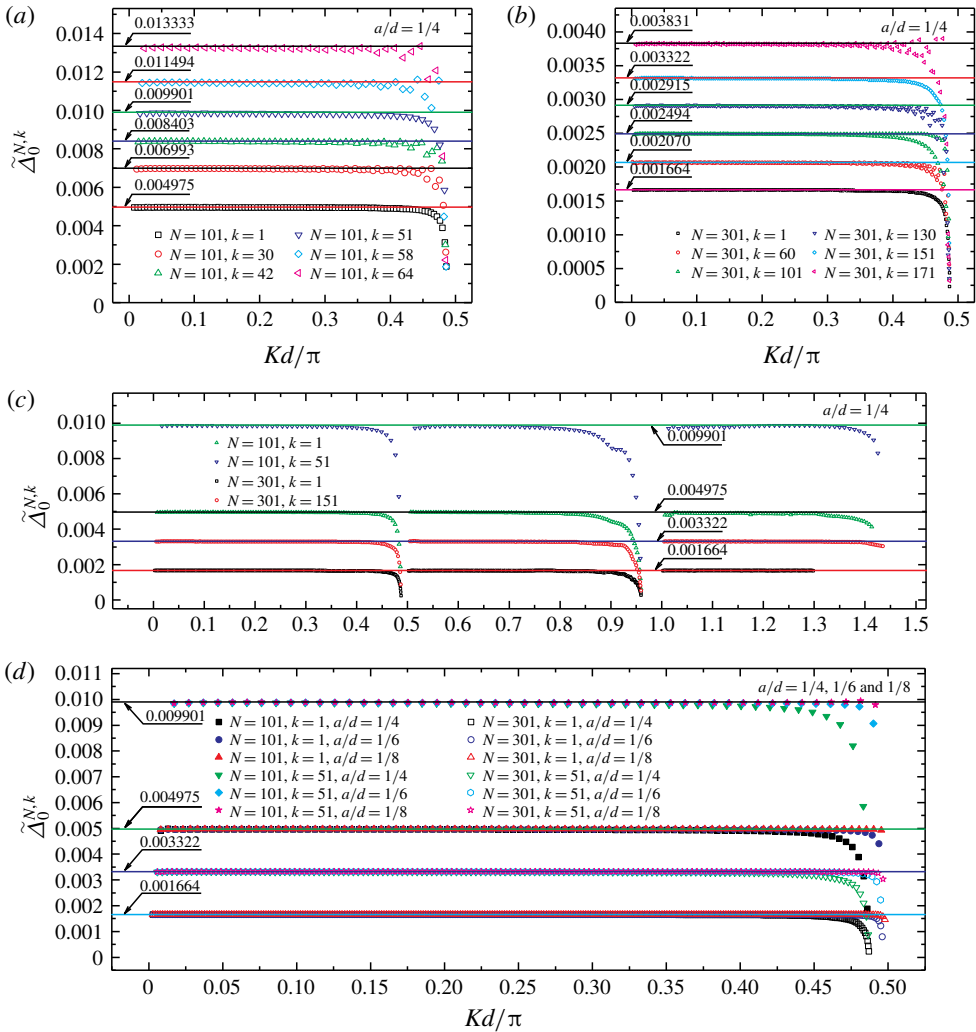 (a)
a/d = 1/4
0.014
0.012
0.010
0.008
0.006
0.004
0.002
0
0.013333
0.011494
0.009901
0.008403
0.006993
0.004975
N = 101, k = 1
N = 101, k = 30
N = 101, k = 42
N = 101, k = 51
N = 101, k = 58
N = 101, k = 64
0 0.1 0.2 0.3 0.4 0.5
Kd/π
Δ̃₀^{N,k}
(b)
a/d = 1/4
0.0040
0.0035
0.0030
0.0025
0.0020
0.0015
0.0010
0.0005
0
0.003831
0.003322
0.002915
0.002494
0.002070
0.001664
N = 301, k = 1
N = 301, k = 60
N = 301, k = 101
N = 301, k = 130
N = 301, k = 151
N = 301, k = 171
0 0.1 0.2 0.3 0.4 0.5
Kd/π
(c)
a/d = 1/4
0.010
0.008
0.006
0.004
0.002
0
Δ̃₀^{N,k}
N = 101, k = 1
N = 101, k = 51
N = 301, k = 1
N = 301, k = 151
0.009901
0.004975
0.003322
0.001664
0 0.1 0.2 0.3 0.4 0.5 0.6 0.7 0.8 0.9 1.0 1.1 1.2 1.3 1.4 1.5
(d)
a/d = 1/4, 1/6 and 1/8
0.011
0.010
0.009
0.008
0.007
0.006
0.005
0.004
0.003
0.002
0.001
0
Δ̃₀^{N,k}
0.009901
0.004975
0.003322
0.001664
N = 101, k = 1, a/d = 1/4
N = 101, k = 1, a/d = 1/6
N = 101, k = 1, a/d = 1/8
N = 101, k = 51, a/d = 1/4
N = 101, k = 51, a/d = 1/6
N = 101, k = 51, a/d = 1/8
N = 301, k = 1, a/d = 1/4
N = 301, k = 1, a/d = 1/6
N = 301, k = 1, a/d = 1/8
N = 301, k = 51, a/d = 1/4
N = 301, k = 51, a/d = 1/6
N = 301, k = 51, a/d = 1/8
0 0.05 0.10 0.15 0.20 0.25 0.30 0.35 0.40 0.45 0.50
Kd/π